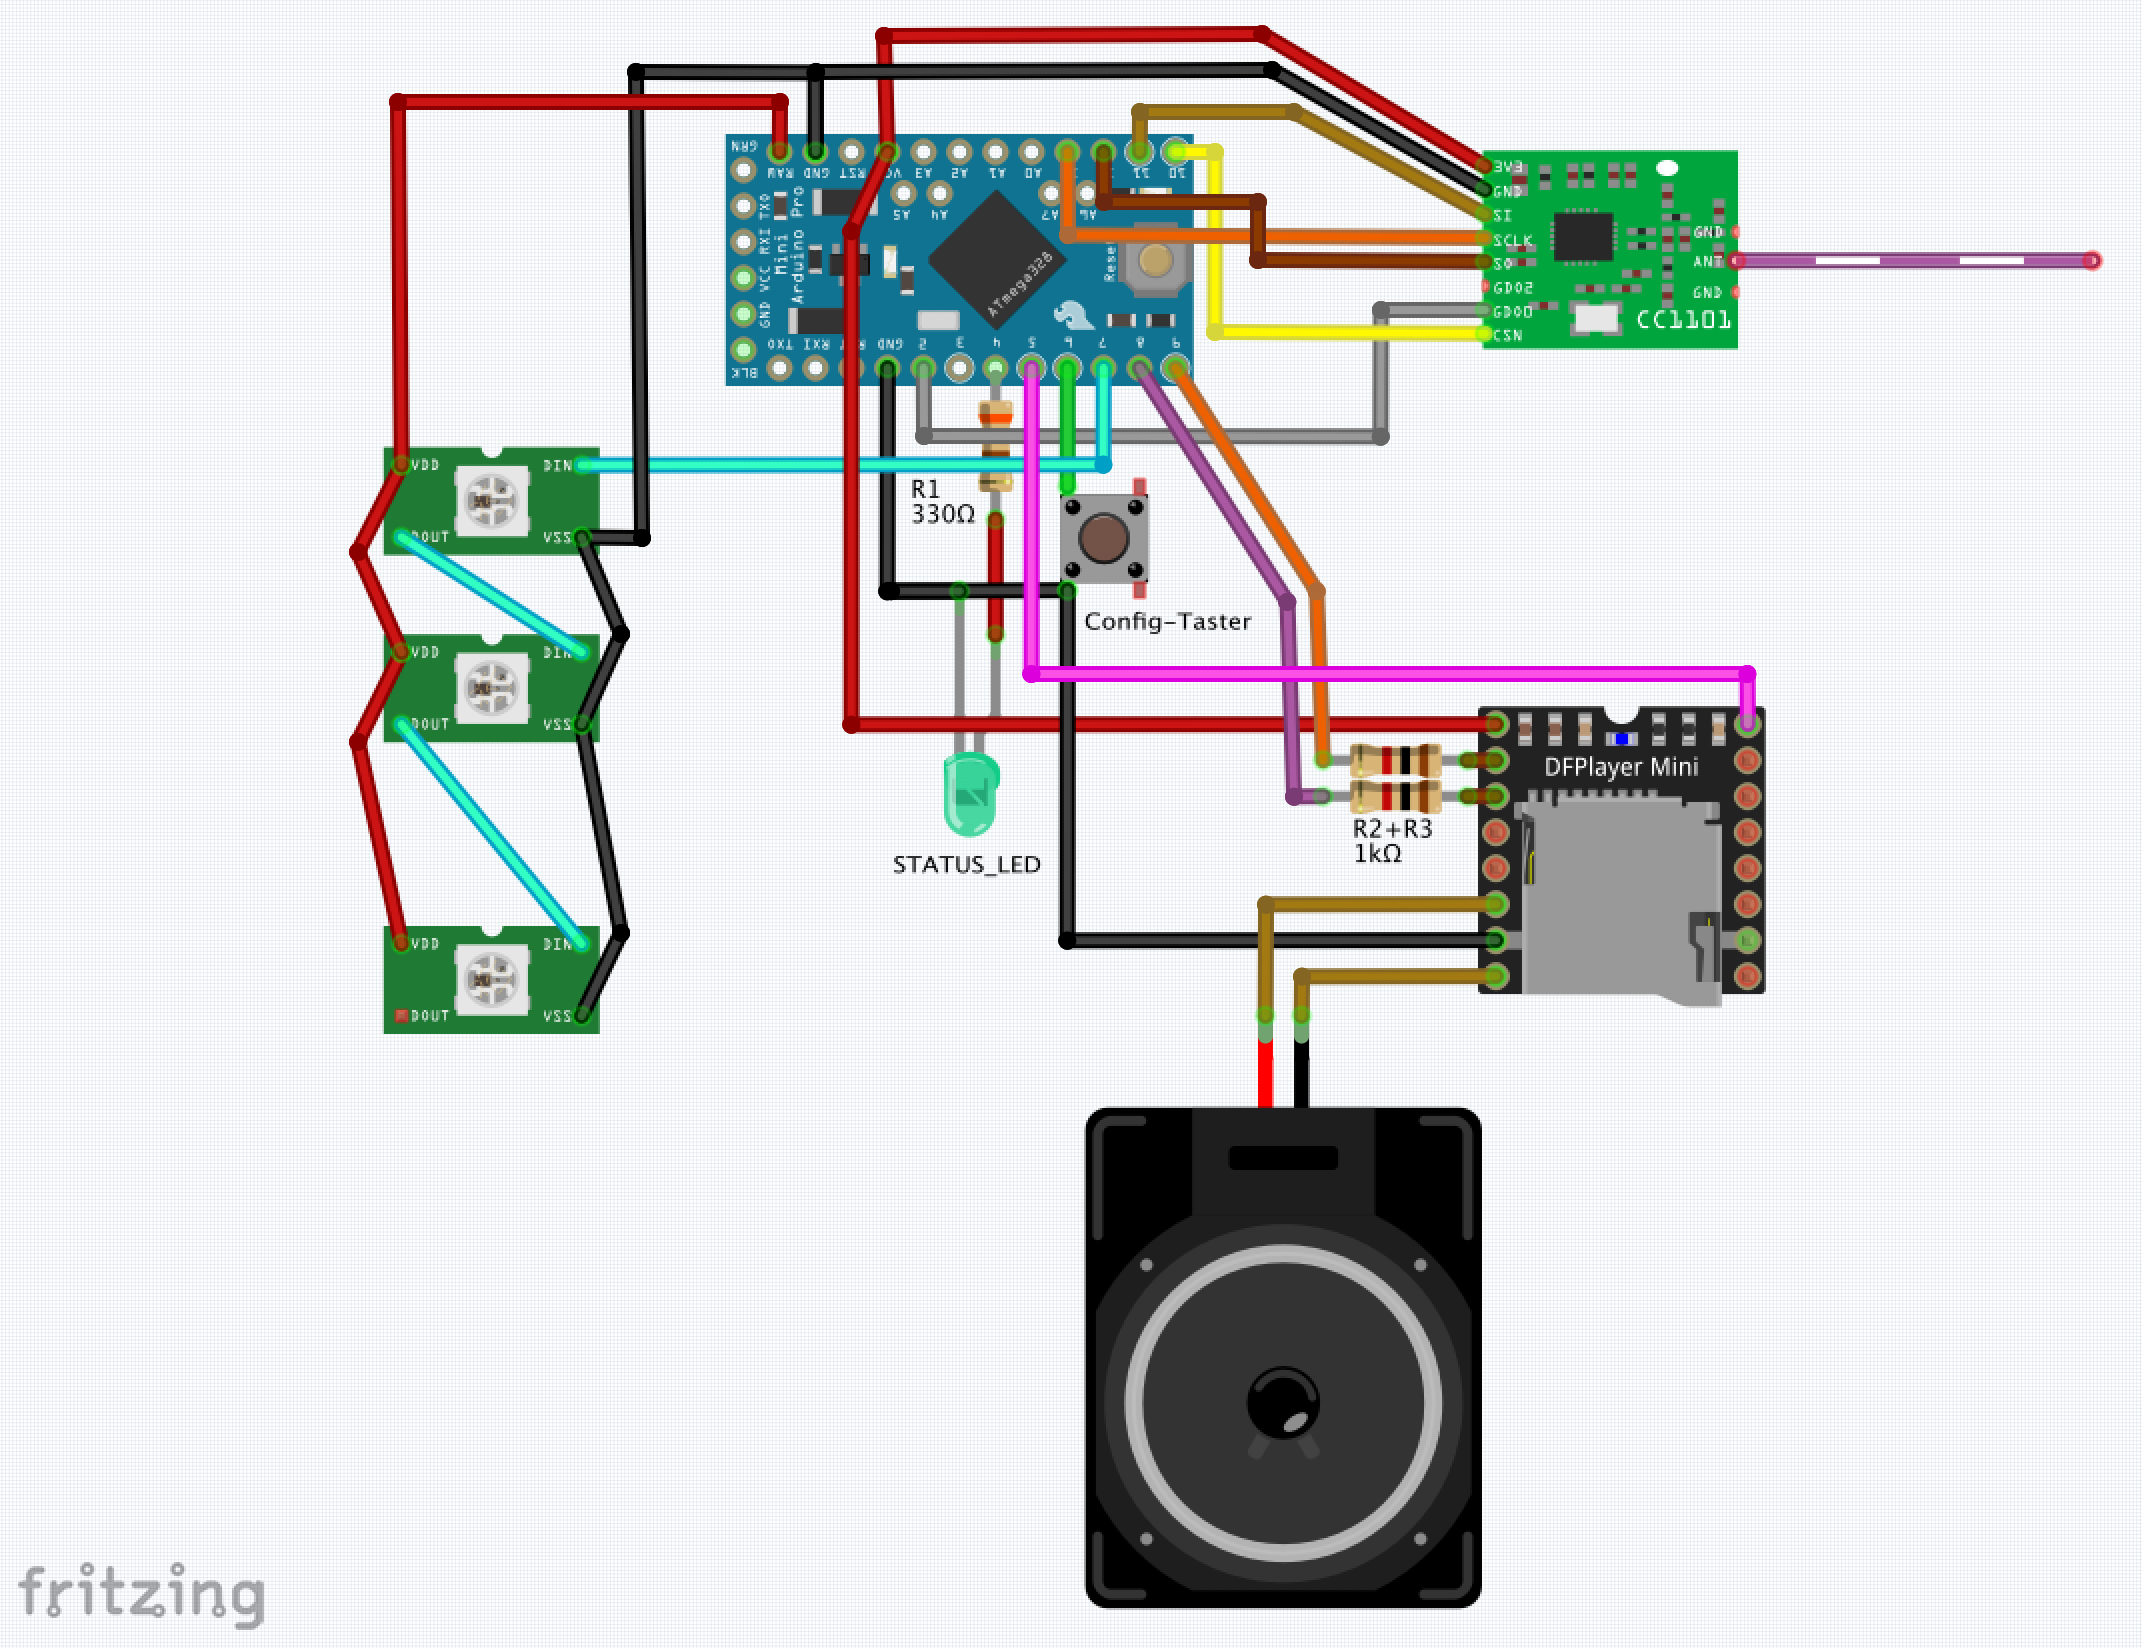 GRN
RAW
GND
RST
VCC
A3
A2
A1
A0
11
10
A5
A4
A7
A6
TXO
RXI
VCC
GND
BLK
Arduino Pro
Mini
ATmega328
Reset
TXO
RXI
GND
2
3
4
5
6
7
8
9
3V3
GND
SI
SCLK
SO
GDO2
GDO0
CSN
GND
ANT
GND
CC1101
VDD
DIN
DOUT
VSS
R1
330Ω
Config-Taster
VDD
DIN
DOUT
VSS
DFPlayer Mini
R2+R3
1kΩ
STATUS_LED
VDD
DIN
DOUT
VSS
fritzing